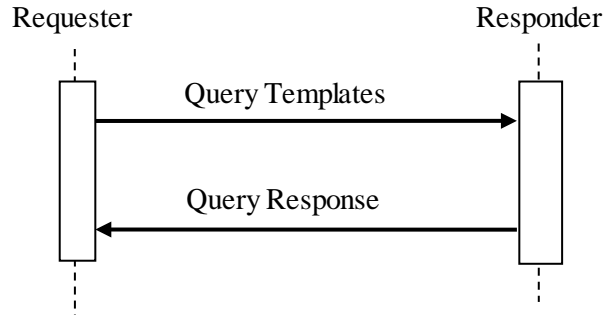 Requester
Responder
Query Templates
Query Response